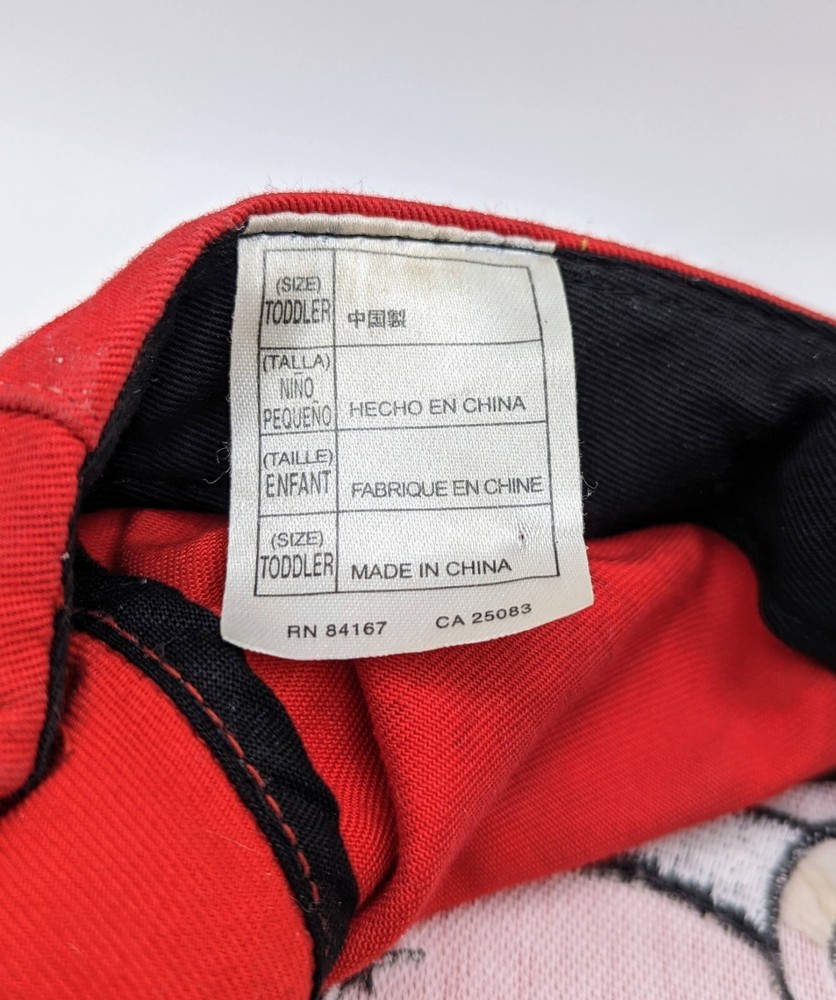 (SIZE)
TODDLER 中国製
(TALLA)
NIÑO
PEQUEÑO HECHO EN CHINA
(TAILLE)
ENFANT FABRIQUE EN CHINE
(SIZE)
TODDLER MADE IN CHINA
RN 84167 CA 25083